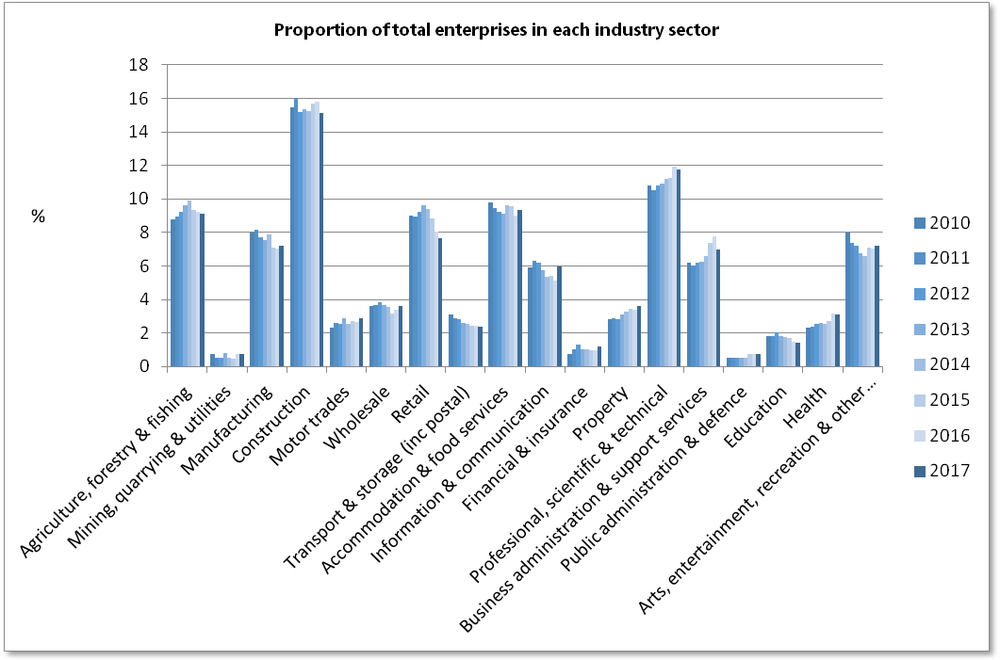 Proportion of total enterprises in each industry sector
18
16
14
12
10
8
6
4
2
0
%
Agriculture, forestry & fishing
Mining, quarrying & utilities
Manufacturing
Construction
Motor trades
Wholesale
Retail
Transport & storage (inc postal)
Accommodation & food services
Information & communication
Financial & insurance
Property
Professional, scientific & technical
Business administration & support services
Public administration & defence
Education
Health
Arts, entertainment, recreation & other...
2010
2011
2012
2013
2014
2015
2016
2017